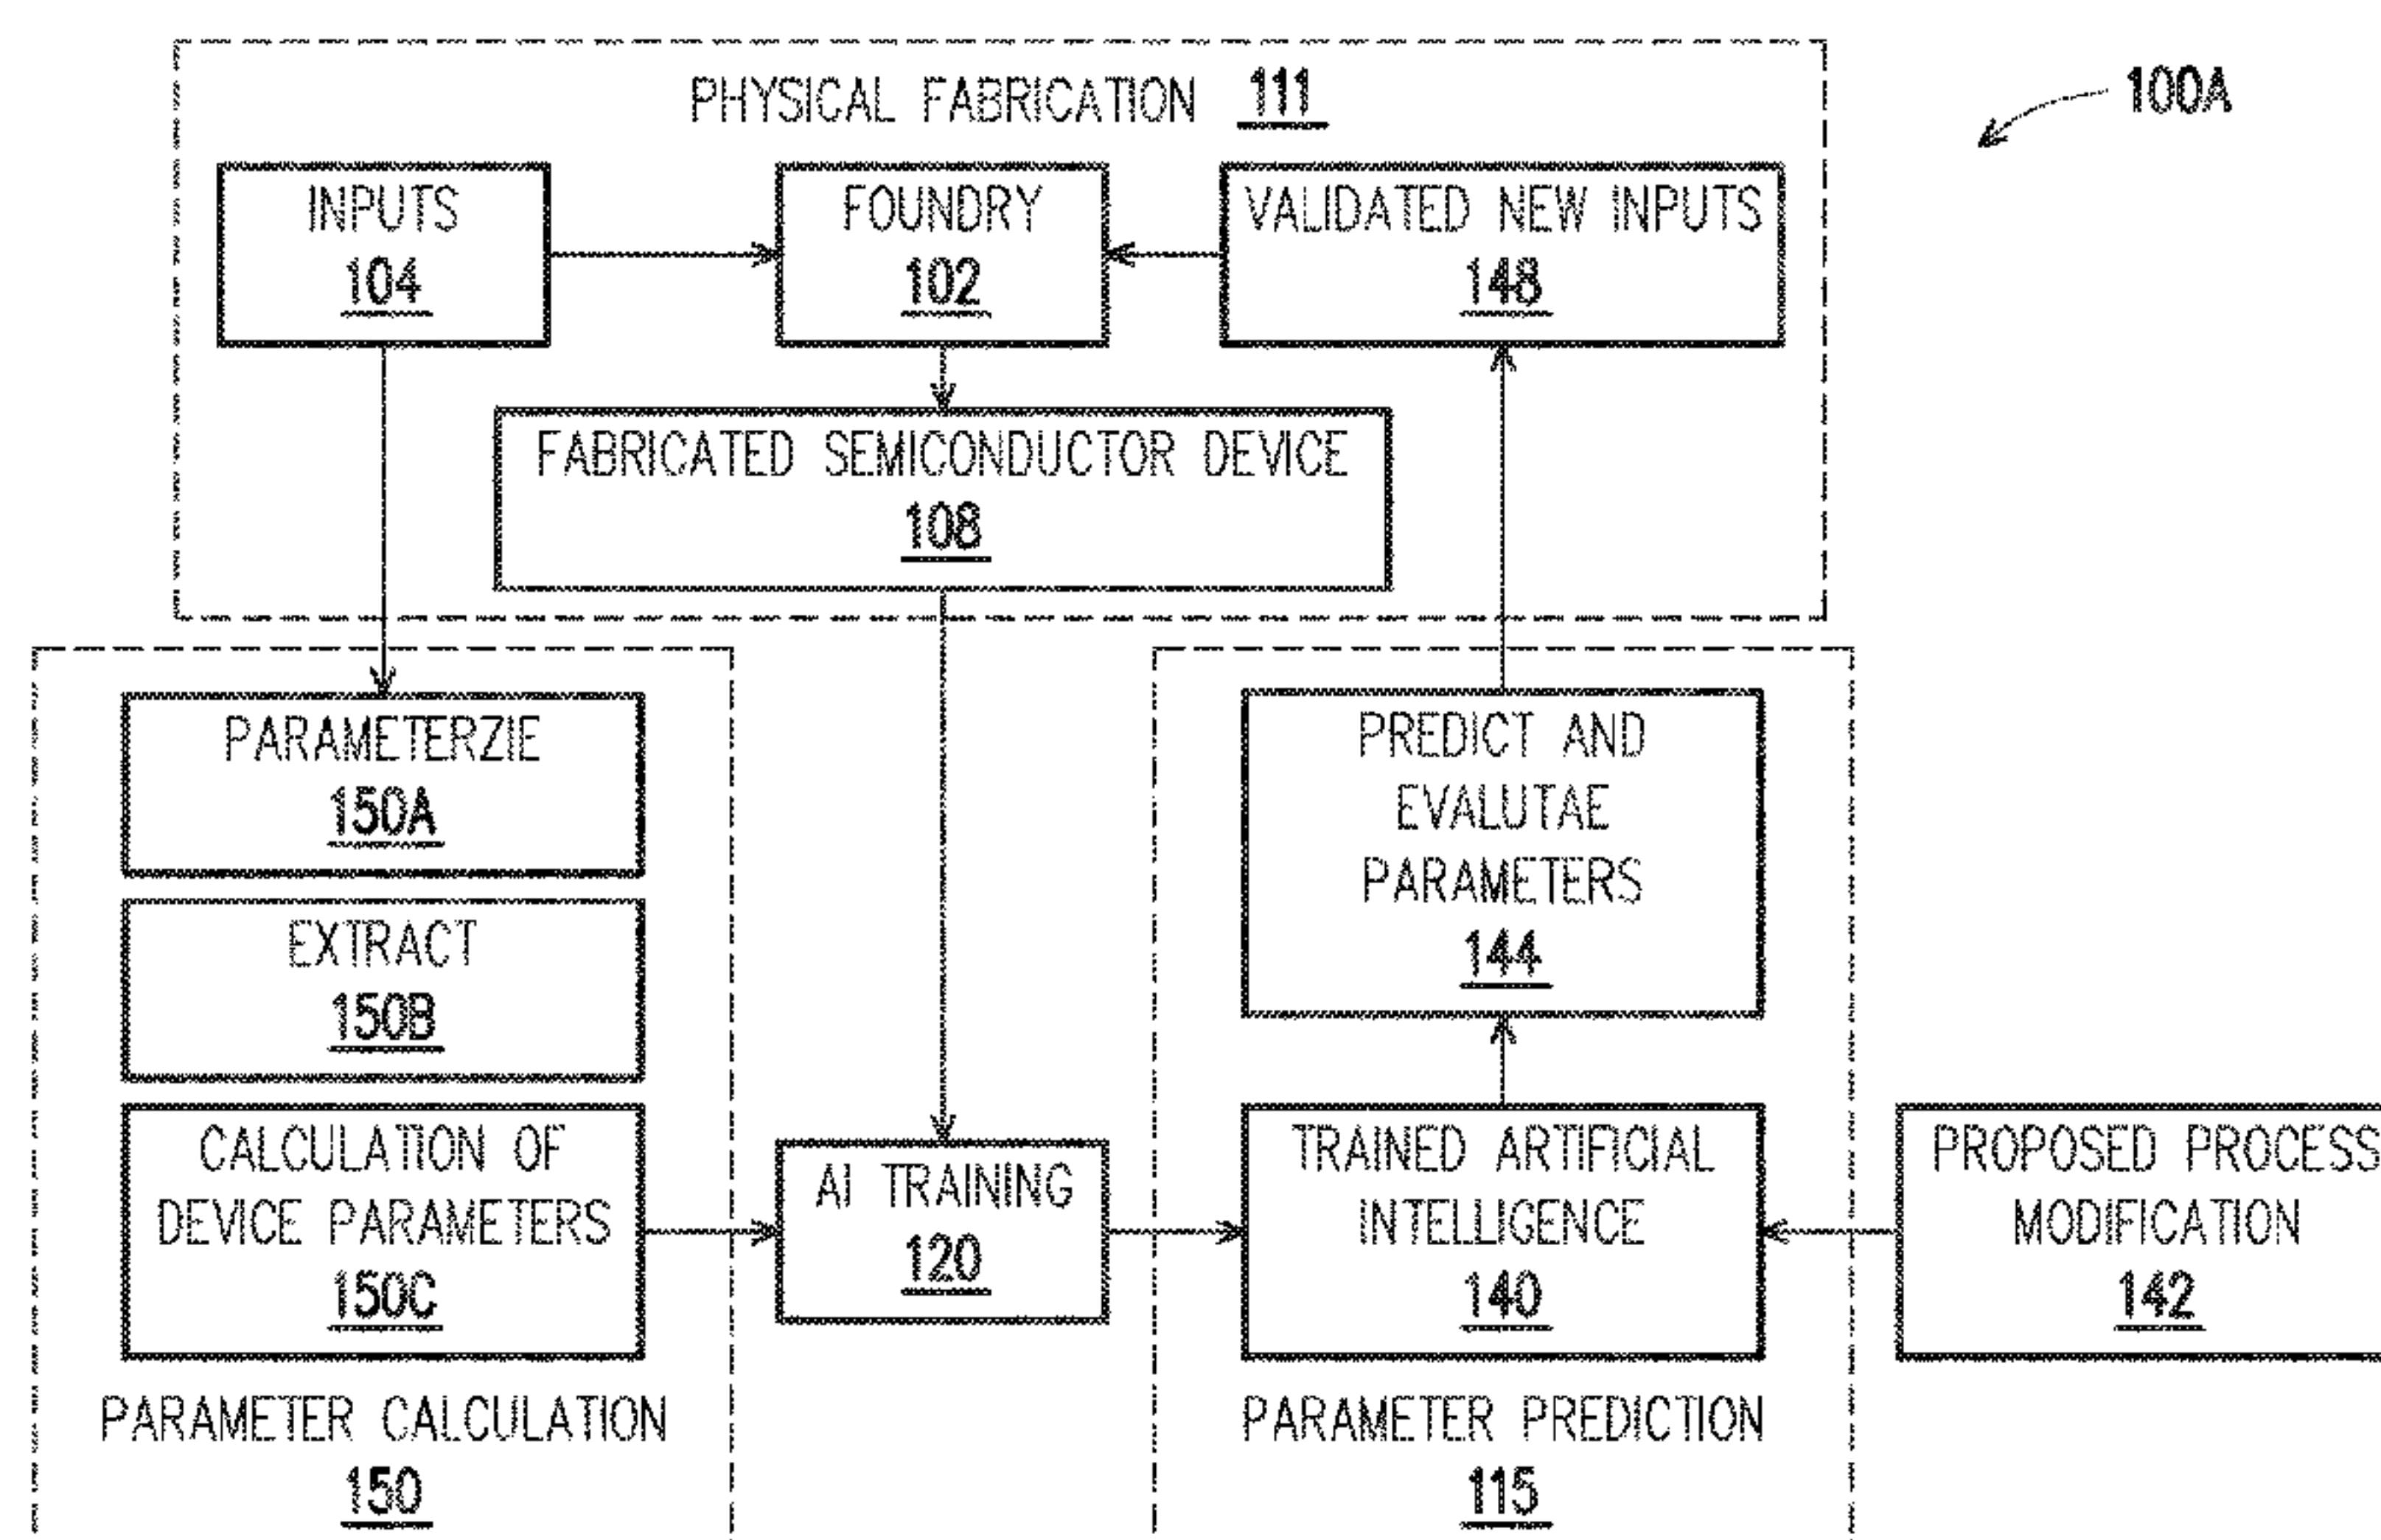 PHYSICAL FABRICATION 111
100A
INPUTS
104
FOUNDRY
102
VALIDATED NEW INPUTS
148
FABRICATED SEMICONDUCTOR DEVICE
108
PARAMETERZIE
150A
EXTRACT
150B
CALCULATION OF
DEVICE PARAMETERS
150C
PARAMETER CALCULATION
150
AI TRAINING
120
PREDICT AND
EVALUTAE
PARAMETERS
144
TRAINED ARTIFICIAL
INTELLIGENCE
140
PARAMETER PREDICTION
115
PROPOSED PROCESS
MODIFICATION
142